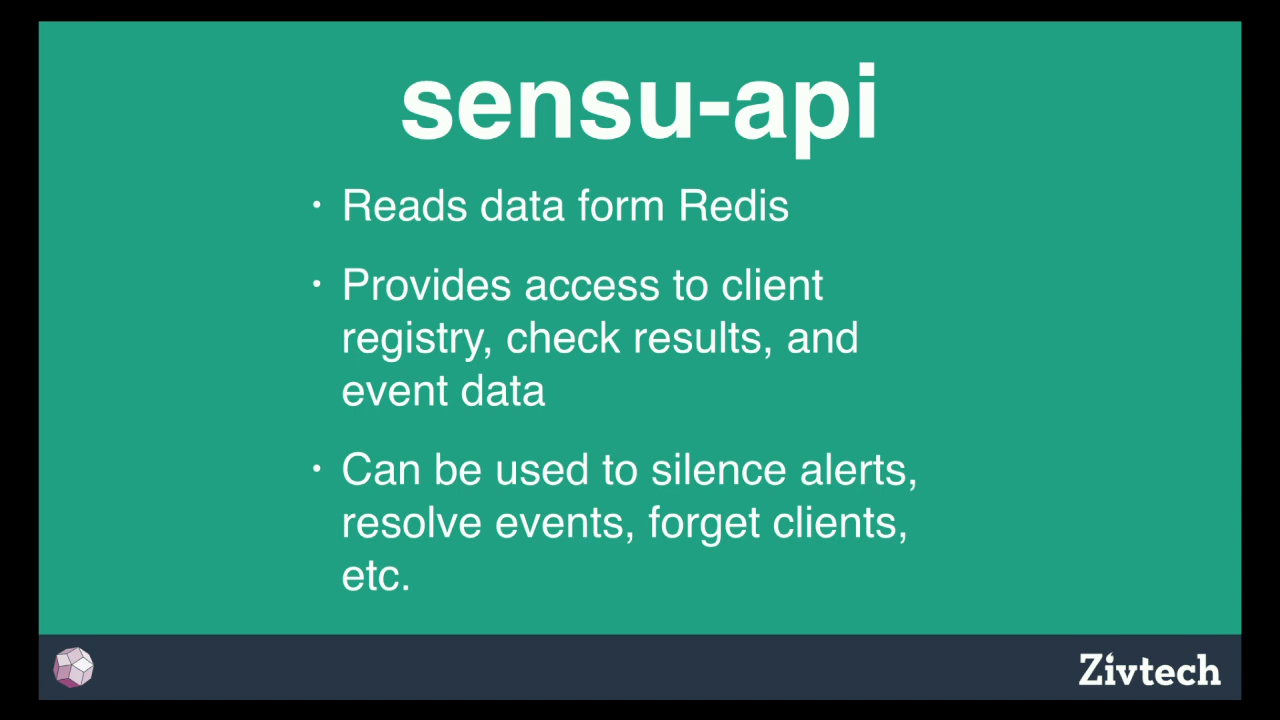 sensu-api
• Reads data form Redis
• Provides access to client
registry, check results, and
event data
• Can be used to silence alerts,
resolve events, forget clients,
etc.
Zivtech